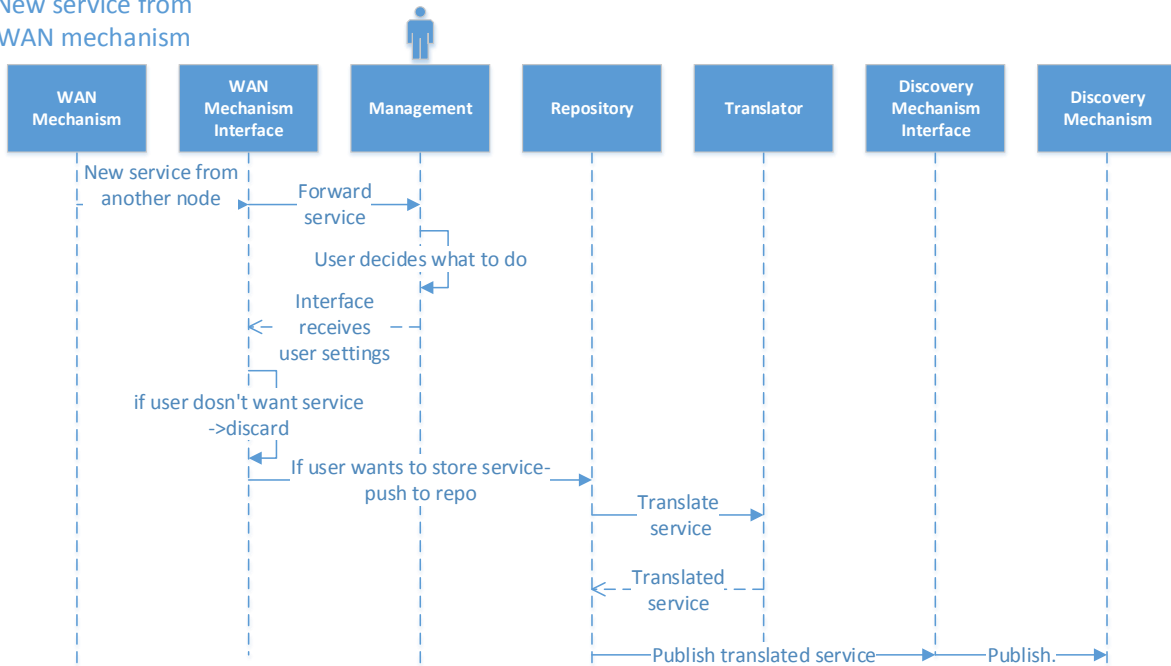 New service from
WAN mechanism
WAN
Mechanism
WAN
Mechanism
Interface
Management
Repository
Translator
Discovery
Mechanism
Interface
Discovery
Mechanism
New service from
another node
Forward
service
User decides what to do
Interface
receives
user settings
if user dosn't want service
->discard
If user wants to store service-
push to repo
Translate
service
Translated
service
Publish translated service
Publish.